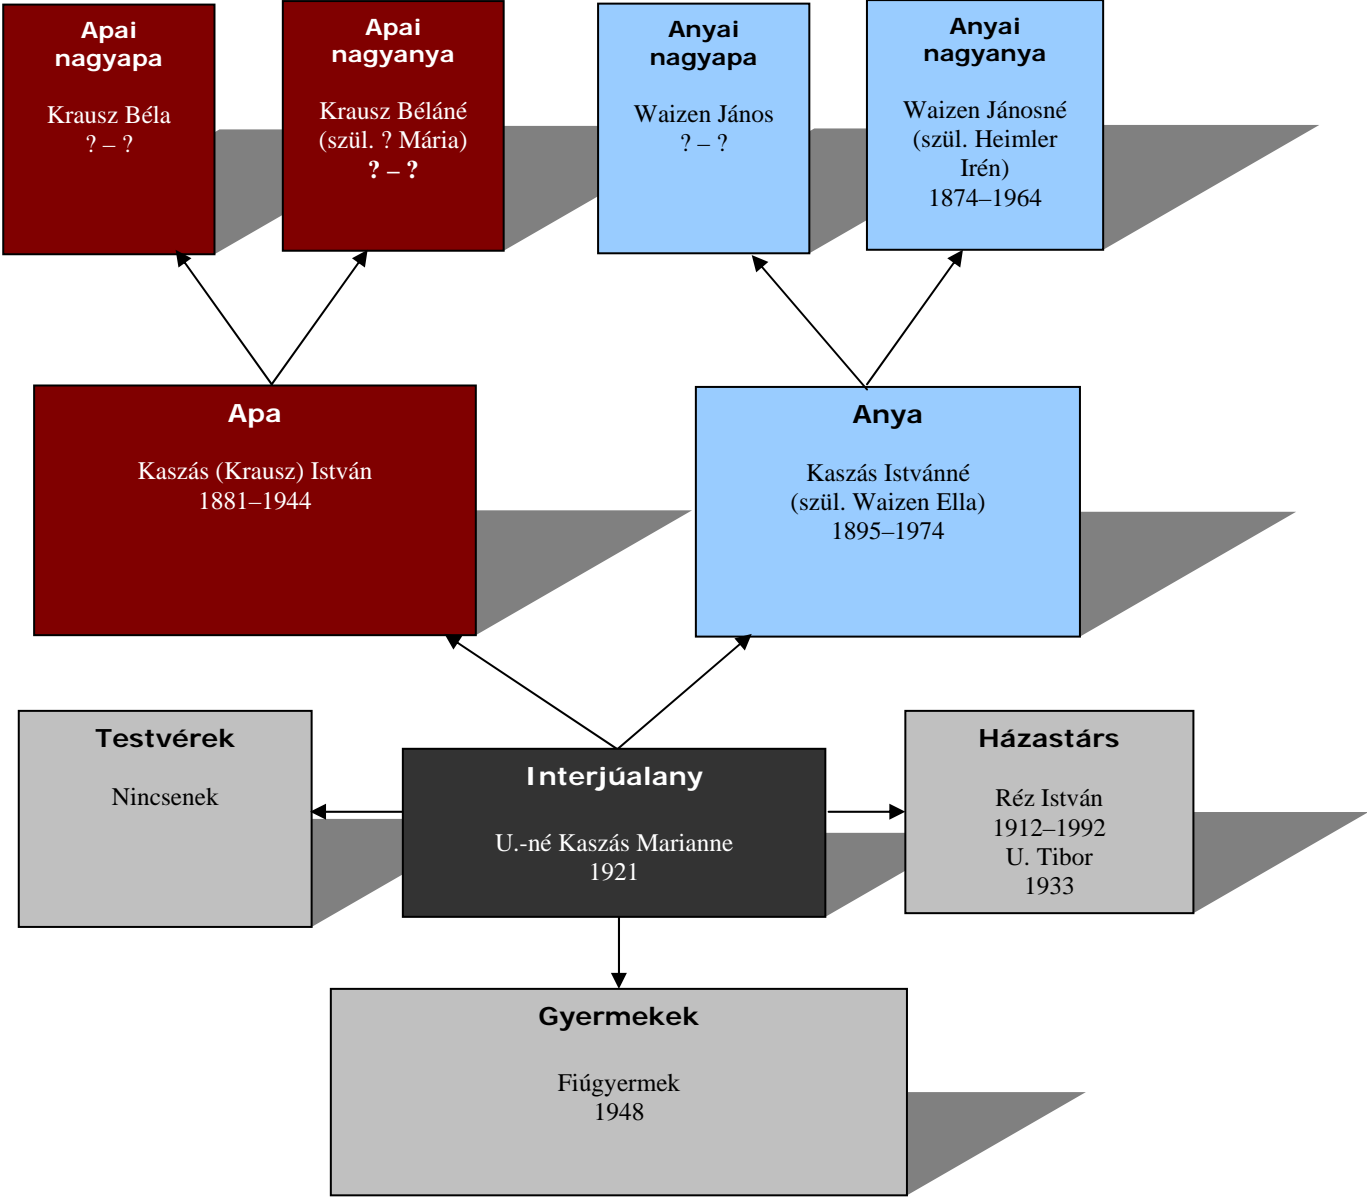 Apai
nagyapa
Krausz Béla
? – ?
Apai
nagyanya
Krausz Béláné
(szül. ? Mária)
? – ?
Anyai
nagyapa
Waizen János
? – ?
Anyai
nagyanya
Waizen Jánosné
(szül. Heimler
Irén)
1874–1964
Apa
Kaszás (Krausz) István
1881–1944
Anya
Kaszás Istvánné
(szül. Waizen Ella)
1895–1974
Testvérek
Nincsenek
Interjúalany
U.-né Kaszás Marianne
1921
Házastárs
Réz István
1912–1992
U. Tibor
1933
Gyermekek
Fiúgyermek
1948